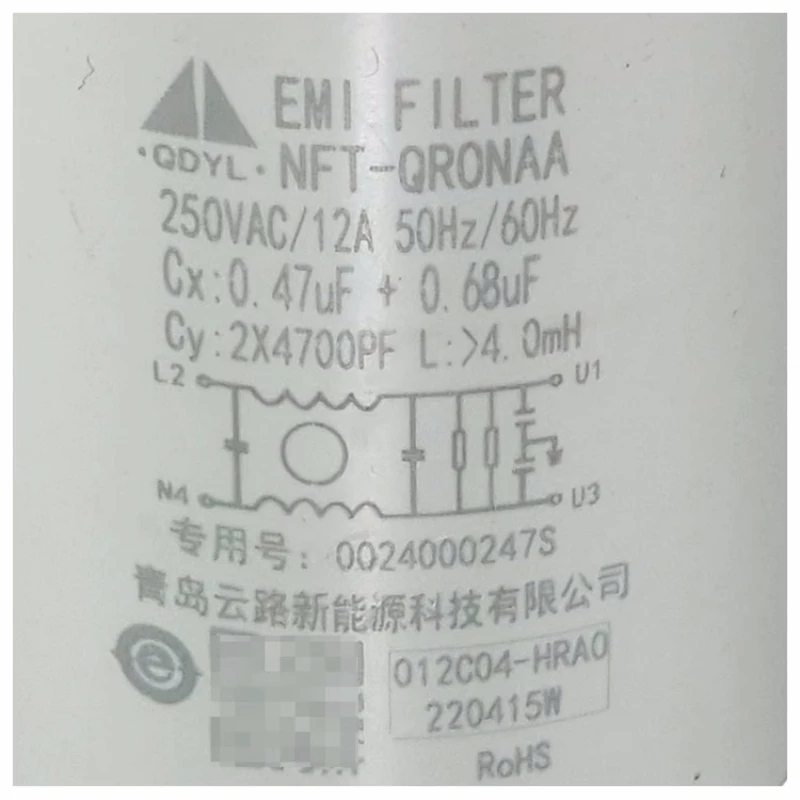 EMI FILTER
·QDYL· NFT-QRONAA
250VAC/12A 50Hz/60Hz
Cx:0.47uF + 0.68uF
Cy:2X4700PF L:>4.0mH
L2 U1
N4 U3
专用号: 0024000247S
青岛云路新能源科技有限公司
e 012C04-HRA0
220415W
RoHS